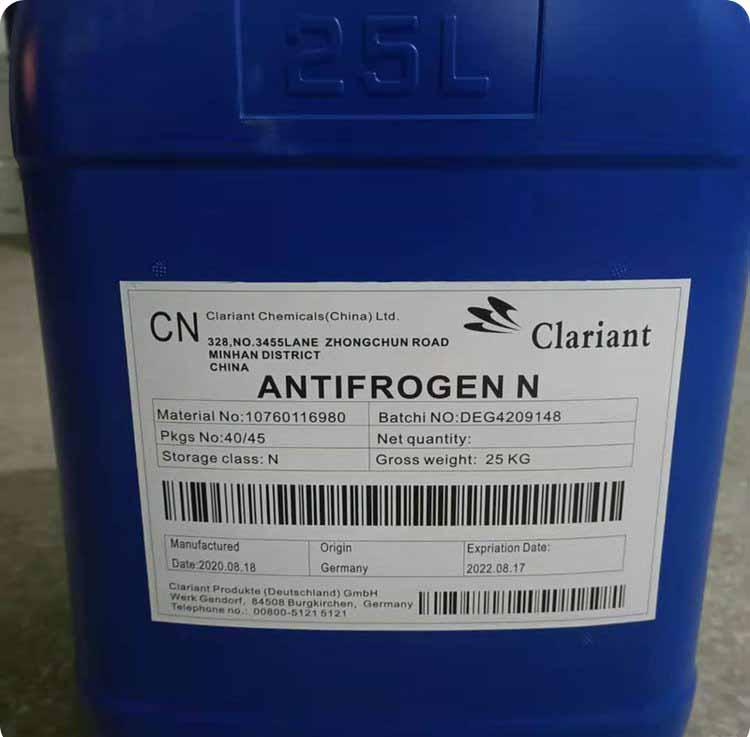 25L
CN
Clariant Chemicals(China) Ltd.
328,NO.3455LANE ZHONGCHUN ROAD
MINHAN DISTRICT
CHINA
Clariant
ANTIFROGEN N
Material No:10760116980
Batchi NO:DEG4209148
Pkgs No:40/45
Net quantity:
Storage class: N
Gross weight: 25 KG
Manufactured
Date:2020.08.18
Origin
Germany
Expriation Date:
2022.08.17
Clariant Produkte (Deutschland) GmbH
Werk Gendorf, 84508 Burgkirchen, Germany
Telephone no.: 00800-5121 5121